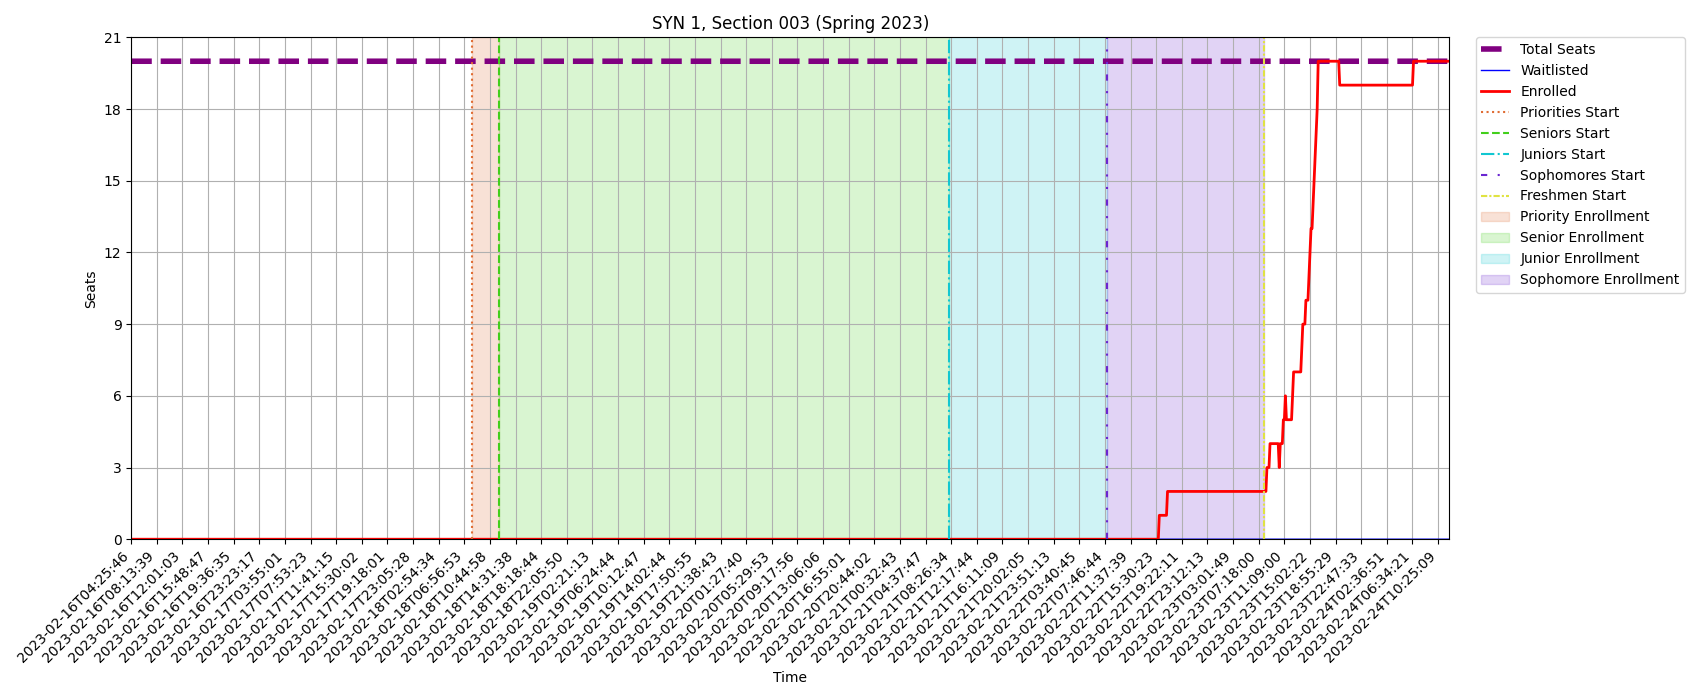 SYN 1, Section 003 (Spring 2023)
21
18
15
12
9
6
3
0
Seats
2023-02-16T04:25:46
2023-02-16T08:13:39
2023-02-16T12:01:03
2023-02-16T15:48:47
2023-02-16T19:36:35
2023-02-16T23:23:17
2023-02-17T03:55:01
2023-02-17T07:53:23
2023-02-17T11:41:15
2023-02-17T15:30:02
2023-02-17T19:18:01
2023-02-17T23:05:28
2023-02-18T02:54:34
2023-02-18T06:56:53
2023-02-18T10:44:58
2023-02-18T14:31:38
2023-02-18T18:18:44
2023-02-18T22:05:50
2023-02-19T02:21:13
2023-02-19T06:24:44
2023-02-19T10:12:47
2023-02-19T14:02:44
2023-02-19T17:50:55
2023-02-19T21:38:43
2023-02-20T01:27:40
2023-02-20T05:29:53
2023-02-20T09:17:56
2023-02-20T13:06:06
2023-02-20T16:55:01
2023-02-20T20:44:02
2023-02-21T00:32:43
2023-02-21T04:37:47
2023-02-21T08:26:34
2023-02-21T12:17:44
2023-02-21T16:11:09
2023-02-21T20:02:05
2023-02-21T23:51:13
2023-02-22T03:40:45
2023-02-22T07:46:44
2023-02-22T11:37:39
2023-02-22T15:30:23
2023-02-22T19:22:11
2023-02-22T23:12:13
2023-02-23T03:01:49
2023-02-23T07:18:00
2023-02-23T11:09:00
2023-02-23T15:02:22
2023-02-23T18:55:29
2023-02-23T22:47:33
2023-02-24T02:36:51
2023-02-24T06:34:21
2023-02-24T10:25:09
Time
Total Seats
Waitlisted
Enrolled
Priorities Start
Seniors Start
Juniors Start
Sophomores Start
Freshmen Start
Priority Enrollment
Senior Enrollment
Junior Enrollment
Sophomore Enrollment